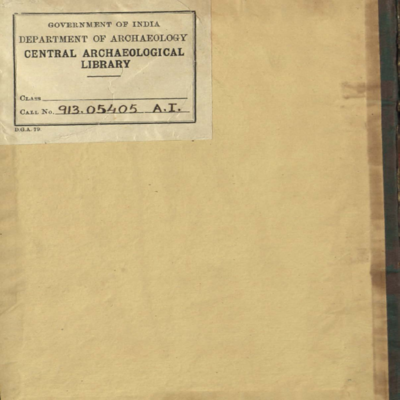 GOVERNMENT OF INDIA
DEPARTMENT OF ARCHAEOLOGY
CENTRAL ARCHAEOLOGICAL
LIBRARY
CLASS
CALL No. 913.05405 A.I.
D.G.A. 79.